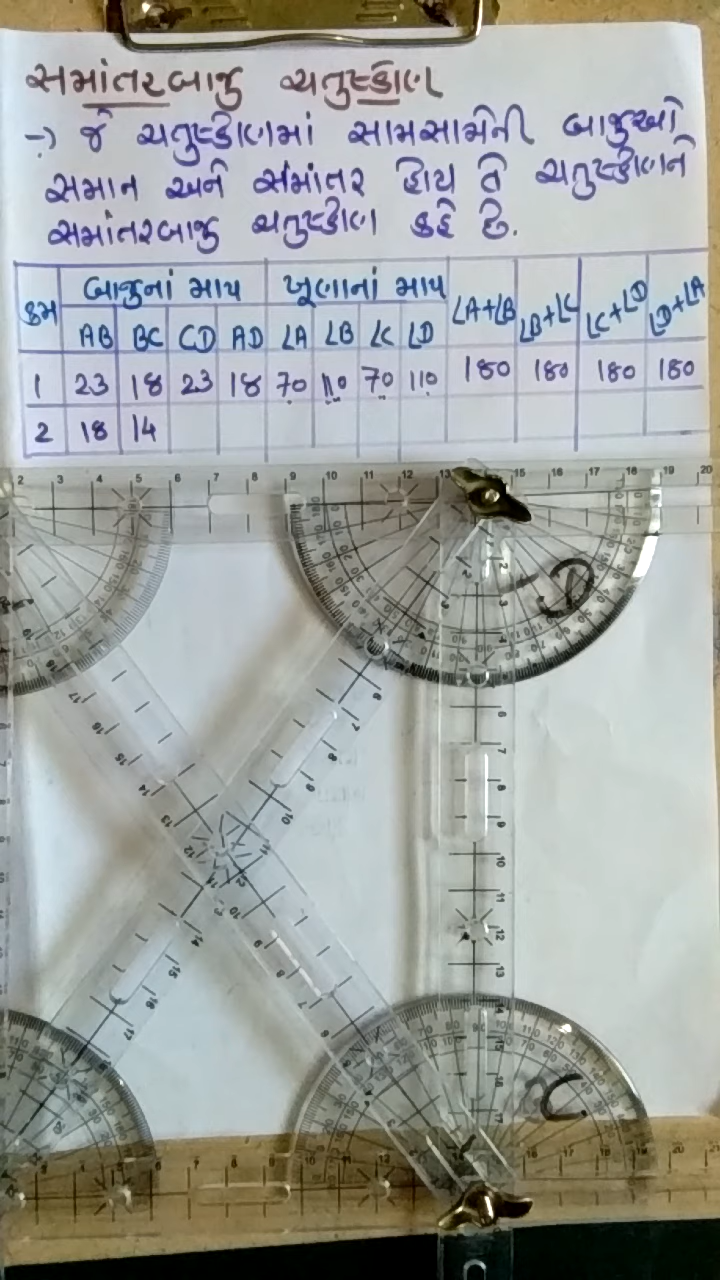 સમાંતરબાજુ ચતુષ્કોણ
→ જે ચતુષ્કોણમાં સામસામેની બાજુઓ
સમાન અને સંમાંતર હોય તે ચતુષ્કોણને
સમાંતરબાજુ ચતુષ્કોણ કહે છે.
ક્રમ બાજુનાં માપ ખૂણાનાં માપ ∠A+∠B ∠B+∠C ∠C+∠D ∠D+∠A
AB BC CD AD ∠A ∠B ∠C ∠D
1 23 18 23 18 70 110 70 110 180 180 180 180
2 18 14
D
C